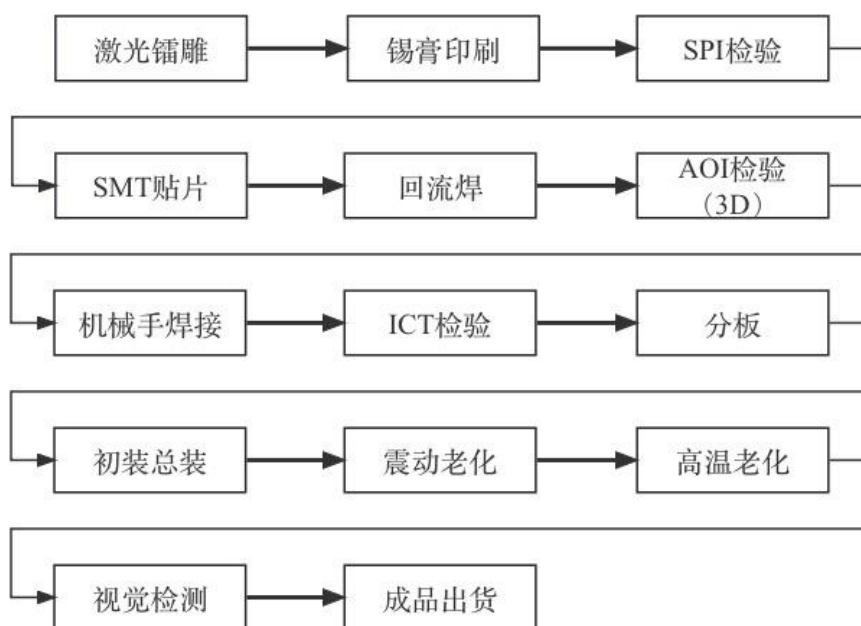 激光镭雕
锡膏印刷
SPI检验
SMT贴片
回流焊
AOI检验
（3D）
机械手焊接
ICT检验
分板
初装总装
震动老化
高温老化
视觉检测
成品出货